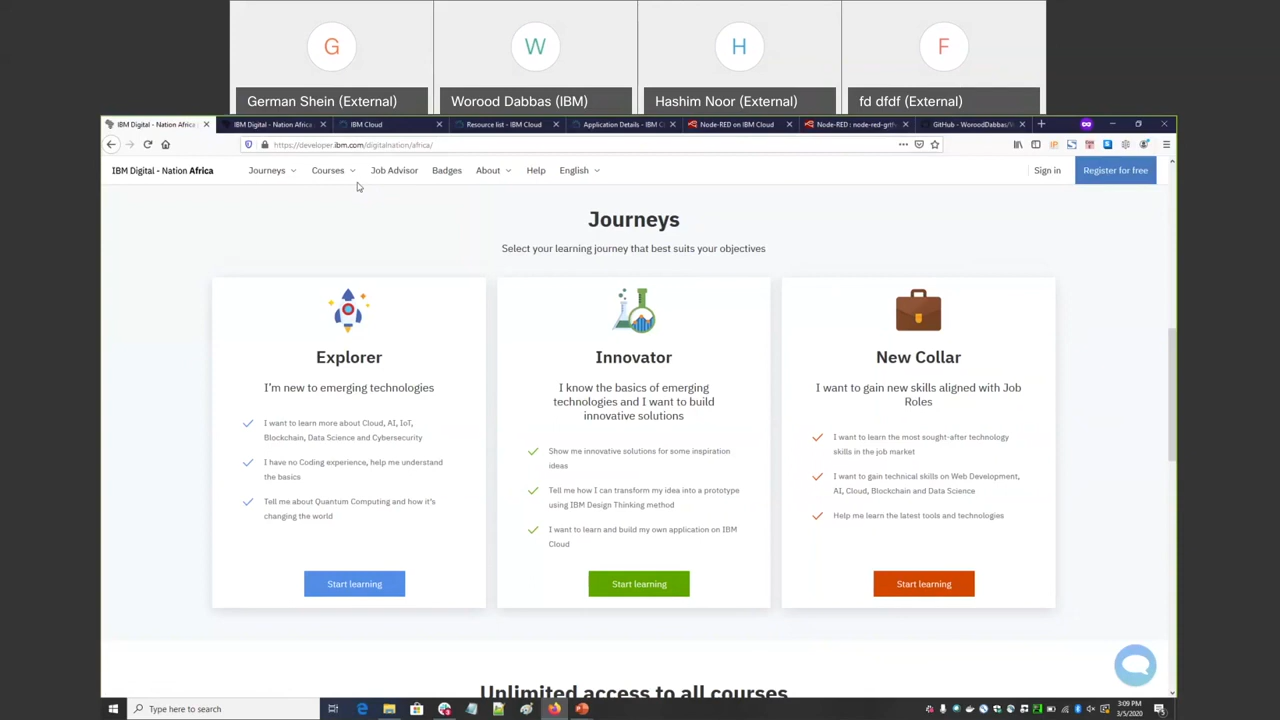 G
W
H
F
German Shein (External)
Worood Dabbas (IBM)
Hashim Noor (External)
fd dfdf (External)
IBM Digital - Nation Africa
IBM Digital - Nation Africa
IBM Cloud
Resource list - IBM Cloud
Application Details - IBM C
Node-RED on IBM Cloud
Node-RED : node-red-
GitHub - WoroodDabbas/
https://developer.ibm.com/digitalnation/africa/
IBM Digital - Nation Africa
Journeys
Courses
Job Advisor
Badges
About
Help
English
Sign in
Register for free
Journeys
Select your learning journey that best suits your objectives
Explorer
I'm new to emerging technologies
I want to learn more about Cloud, AI, IoT,
Blockchain, Data Science and Cybersecurity
I have no Coding experience, help me understand
the basics
Tell me about Quantum Computing and how it's
changing the world
Start learning
Innovator
I know the basics of emerging
technologies and I want to build
innovative solutions
Show me innovative solutions for some inspiration
ideas
Tell me how I can transform my idea into a prototype
using IBM Design Thinking method
I want to learn and build my own application on IBM
Cloud
Start learning
New Collar
I want to gain new skills aligned with Job
Roles
I want to learn the most sought-after technology
skills in the job market
I want to gain technical skills on Web Development,
AI, Cloud, Blockchain and Data Science
Help me learn the latest tools and technologies
Start learning
Unlimited access to all courses
Type here to search
3:09 PM
3/5/2020